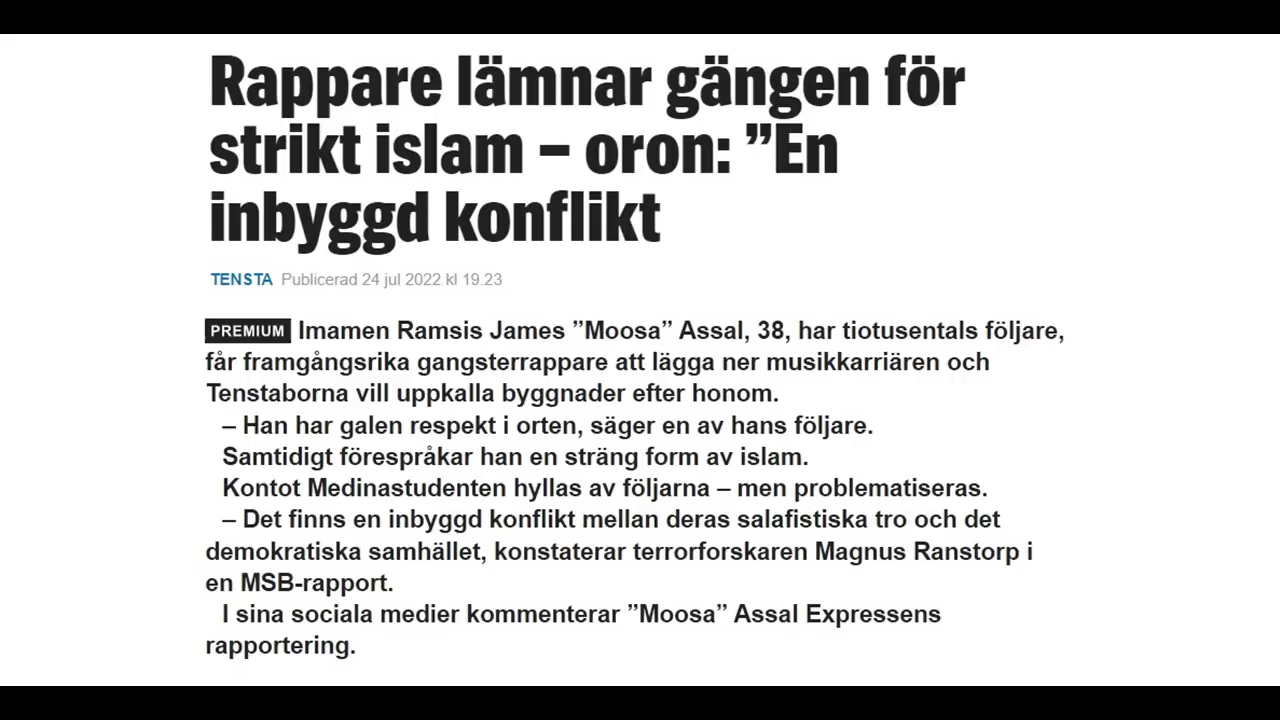 Rappare lämnar gängen för
strikt islam – oron: ”En
inbyggd konflikt
TENSTA Publicerad 24 jul 2022 kl 19.23
PREMIUM Imamen Ramsis James ”Moosa” Assal, 38, har tiotusentals följare,
får framgångsrika gangsterrappare att lägga ner musikkarriären och
Tenstaborna vill uppkalla byggnader efter honom.
– Han har galen respekt i orten, säger en av hans följare.
Samtidigt förespråkar han en sträng form av islam.
Kontot Medinastudenten hyllas av följarna – men problematiseras.
– Det finns en inbyggd konflikt mellan deras salafistiska tro och det
demokratiska samhället, konstaterar terrorforskaren Magnus Ranstorp i
en MSB-rapport.
I sina sociala medier kommenterar ”Moosa” Assal Expressens
rapportering.